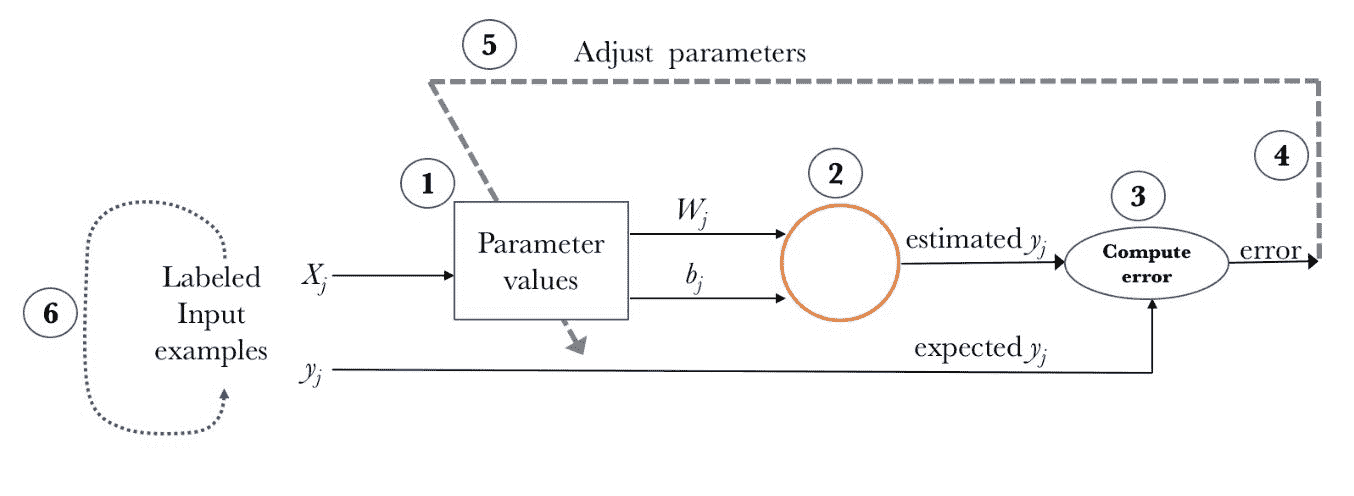 5
Adjust parameters
4
1
2
3
W_j
Parameter
values
estimated y_j
Compute
error
error
Labeled
Input
examples
X_j
b_j
6
expected y_j
y_j